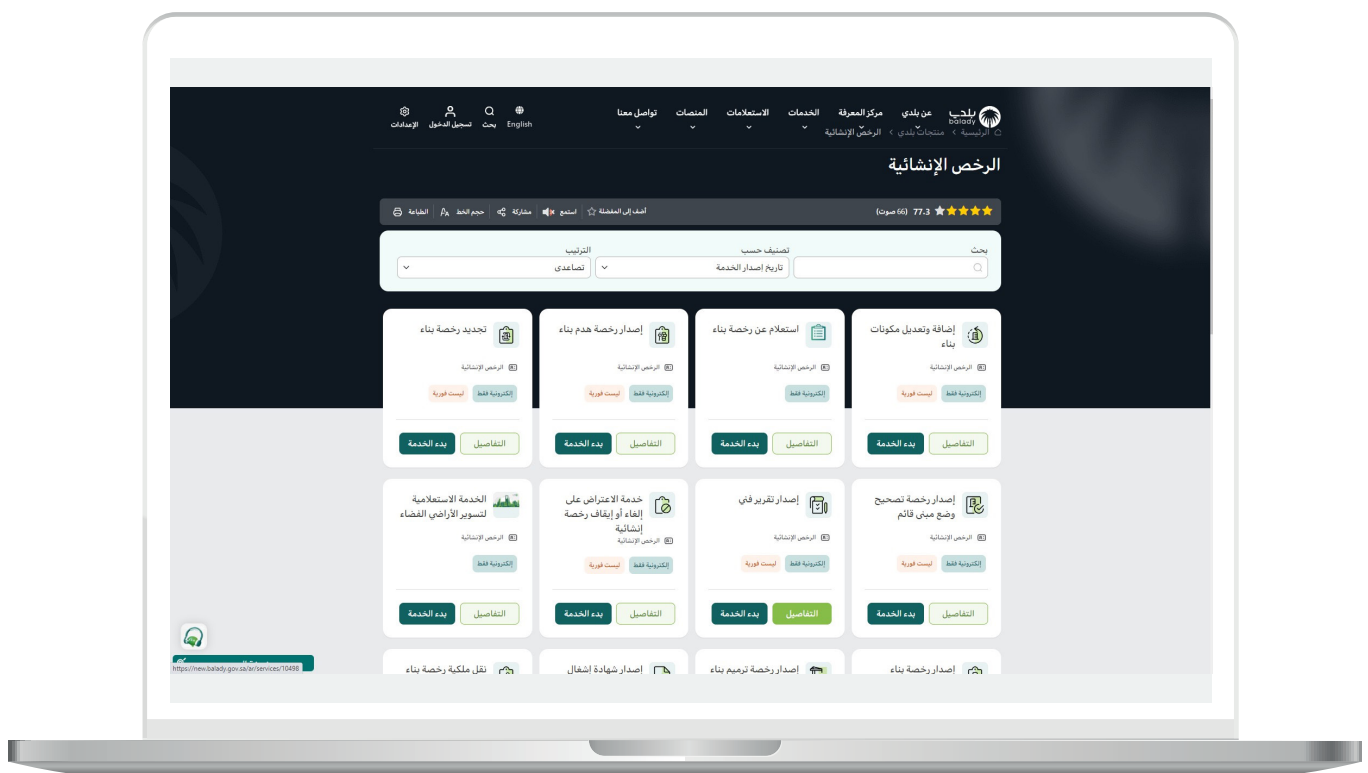 بلدي
balady
عن بلدي
مركز المعرفة
الخدمات
الاستعلامات
المنصات
تواصل معنا
English
بحث
تسجيل الدخول
الإعدادات
الرئيسية > منتجات بلدي > الرخص الإنشائية
الرخص الإنشائية
77.3 (66 صوت)
أضف إلى المفضلة
استمع
مشاركة
حجم الخط
الطباعة
بحث
تصنيف حسب
الترتيب
تاريخ إصدار الخدمة
تصاعدي
إضافة وتعديل مكونات
بناء
الرخص الإنشائية
إلكترونية فقط
ليست فورية
التفاصيل
بدء الخدمة
استعلام عن رخصة بناء
الرخص الإنشائية
إلكترونية فقط
التفاصيل
بدء الخدمة
إصدار رخصة هدم بناء
الرخص الإنشائية
إلكترونية فقط
ليست فورية
التفاصيل
بدء الخدمة
تجديد رخصة بناء
الرخص الإنشائية
إلكترونية فقط
ليست فورية
التفاصيل
بدء الخدمة
إصدار رخصة تصحيح
وضع مبنى قائم
الرخص الإنشائية
إلكترونية فقط
ليست فورية
التفاصيل
بدء الخدمة
إصدار تقرير فني
الرخص الإنشائية
إلكترونية فقط
ليست فورية
التفاصيل
بدء الخدمة
خدمة الاعتراض على
إلغاء أو إيقاف رخصة
إنشائية
الرخص الإنشائية
إلكترونية فقط
ليست فورية
التفاصيل
بدء الخدمة
الخدمة الاستعلامية
لتسوير الأراضي الفضاء
الرخص الإنشائية
إلكترونية فقط
التفاصيل
بدء الخدمة
إصدار رخصة بناء
إصدار رخصة ترميم بناء
إصدار شهادة إشغال
نقل ملكية رخصة بناء
https://new.balady.gov.sa/ar/services/10498